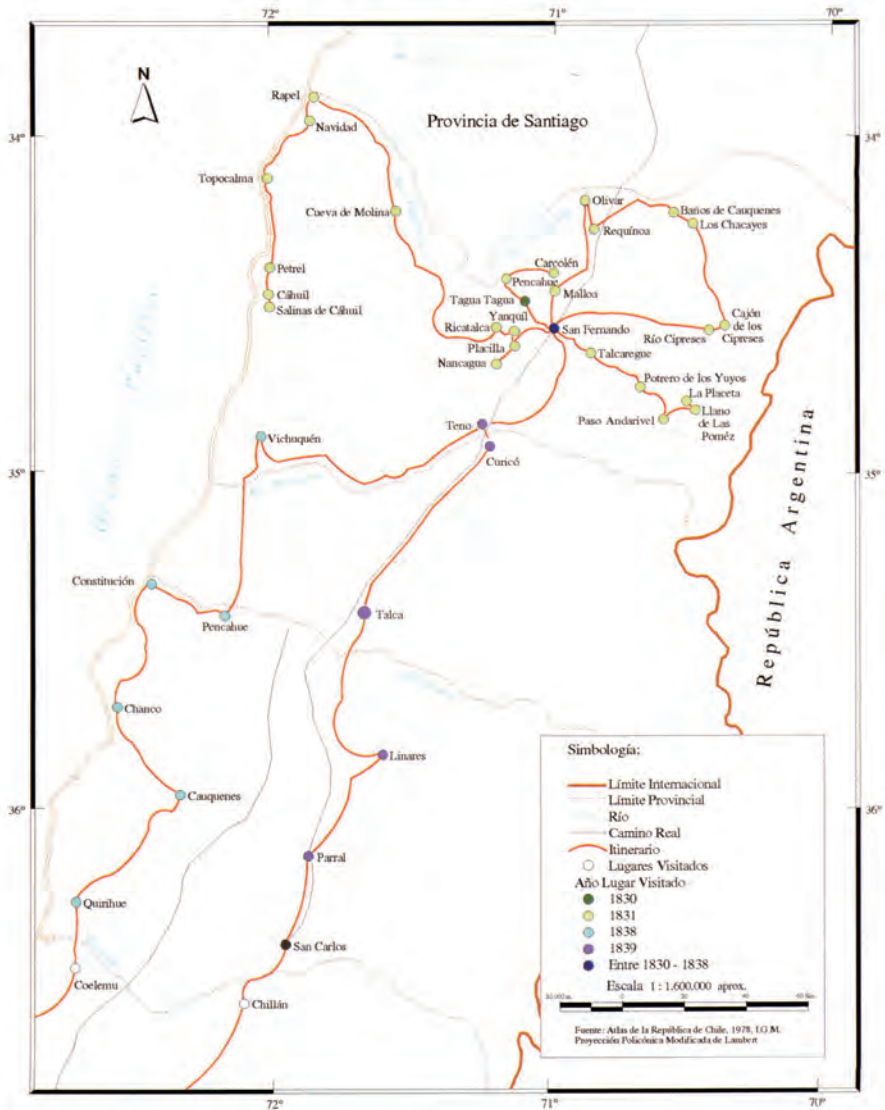 72°
71°
70°
N
Rapel
Navidad
Provincia de Santiago
34°
34°
Topocalma
Cueva de Molina
Olivar
Requínoa
Baños de Cauquenes
Los Chacayes
Petrel
Cáhuil
Salinas de Cáhuil
Carcolén
Pencahue
Malloa
Tagua Tagua
Yanquil
Ricatalca
Placilla
Nancagua
San Fernando
Río Cipreses
Cajón
de los
Cipreses
Talcaregue
Potrero de los Yuyos
La Placeta
Paso Andarivel
Llano
de Las
Poméz
Teno
Vichuquén
Curicó
35°
35°
República Argentina
Constitución
Pencahue
Talca
Chanco
Linares
Cauquenes
36°
36°
Parral
Quirihue
San Carlos
Coelemu
Chillán
Simbología:
Límite Internacional
Límite Provincial
Río
Camino Real
Itinerario
Lugares Visitados
Año Lugar Visitado
1830
1831
1838
1839
Entre 1830 - 1838
Escala 1 : 1.600.000 aprox.
Fuente: Atlas de la República de Chile, 1978, I.G.M.
Proyección Policónica Modificada de Lambert
72°
71°
70°